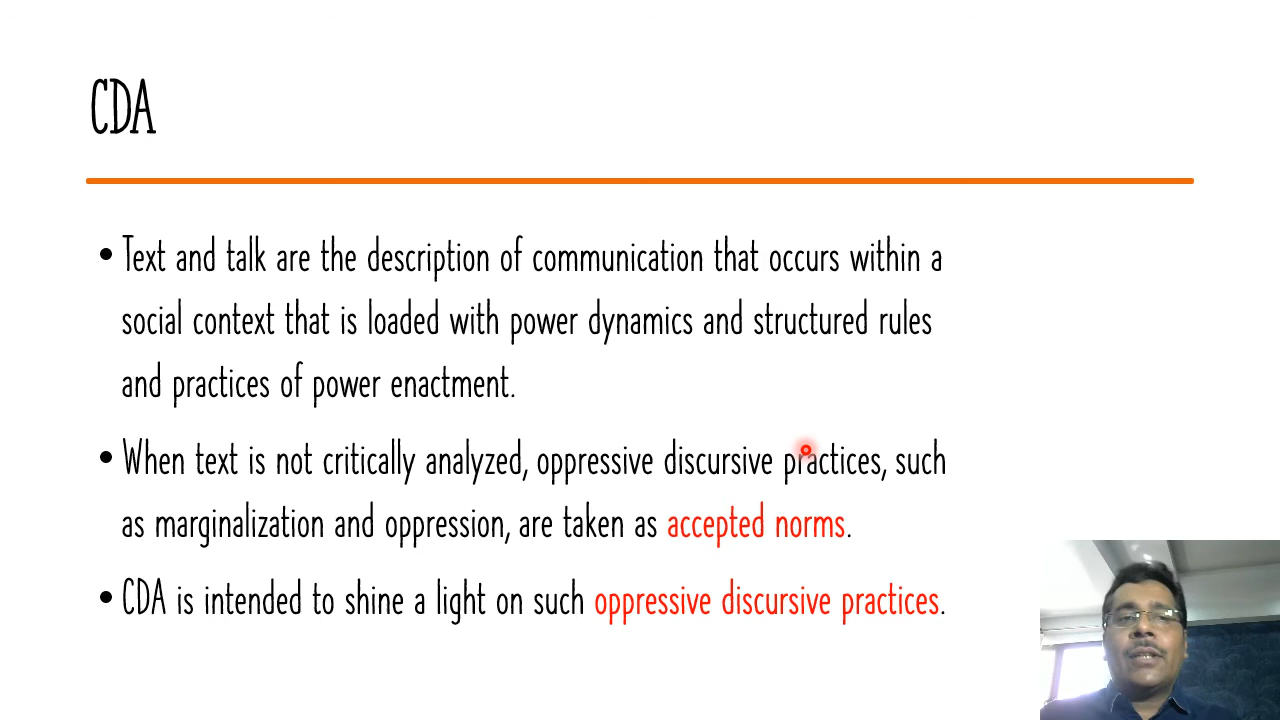 CDA
• Text and talk are the description of communication that occurs within a
social context that is loaded with power dynamics and structured rules
and practices of power enactment.
• When text is not critically analyzed, oppressive discursive practices, such
as marginalization and oppression, are taken as accepted norms.
• CDA is intended to shine a light on such oppressive discursive practices.